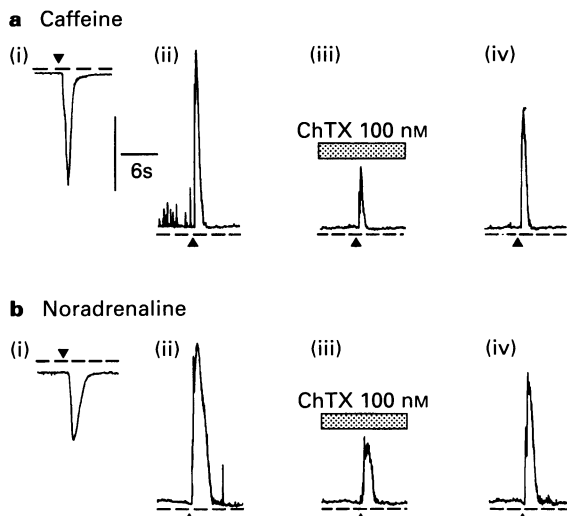 a Caffeine
(i) (ii) (iii) (iv)
ChTX 100 nM
6s
b Noradrenaline
(i) (ii) (iii) (iv)
ChTX 100 nM